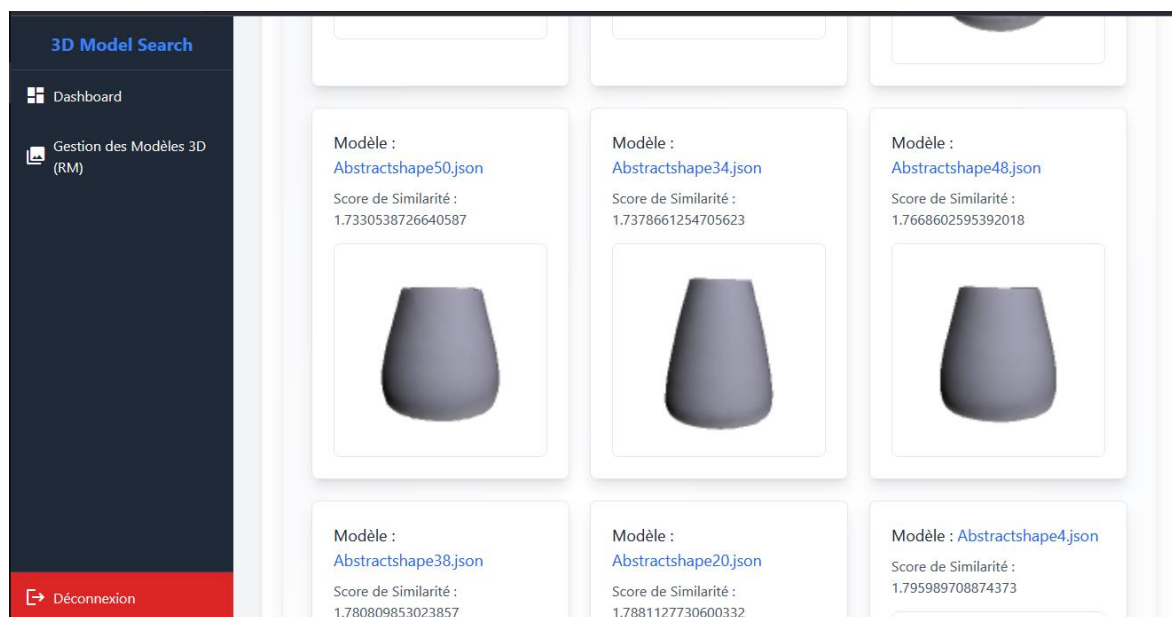 3D Model Search
Dashboard
Gestion des Modèles 3D
(RM)
Déconnexion
Modèle :
Abstractshape50.json
Score de Similarité :
1.7330538726640587
Modèle :
Abstractshape34.json
Score de Similarité :
1.7378661254705623
Modèle :
Abstractshape48.json
Score de Similarité :
1.7668602595392018
Modèle :
Abstractshape38.json
Score de Similarité :
1.780809853023857
Modèle :
Abstractshape20.json
Score de Similarité :
1.7881127730600332
Modèle : Abstractshape4.json
Score de Similarité :
1.795989708874373